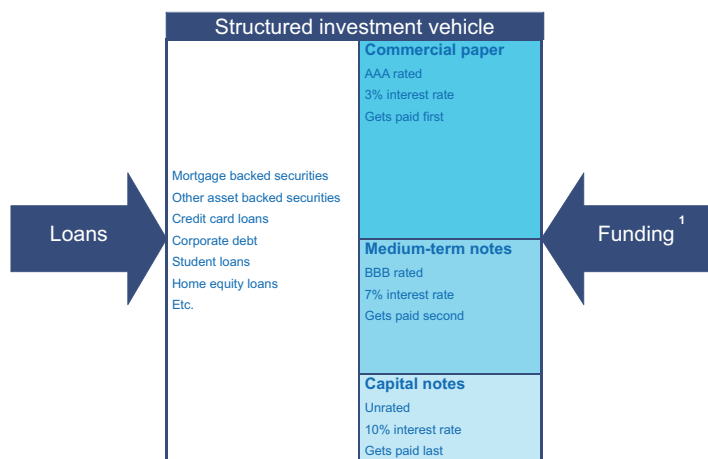 Structured investment vehicle
Loans
Mortgage backed securities
Other asset backed securities
Credit card loans
Corporate debt
Student loans
Home equity loans
Etc.
Commercial paper
AAA rated
3% interest rate
Gets paid first
Medium-term notes
BBB rated
7% interest rate
Gets paid second
Capital notes
Unrated
10% interest rate
Gets paid last
Funding 1